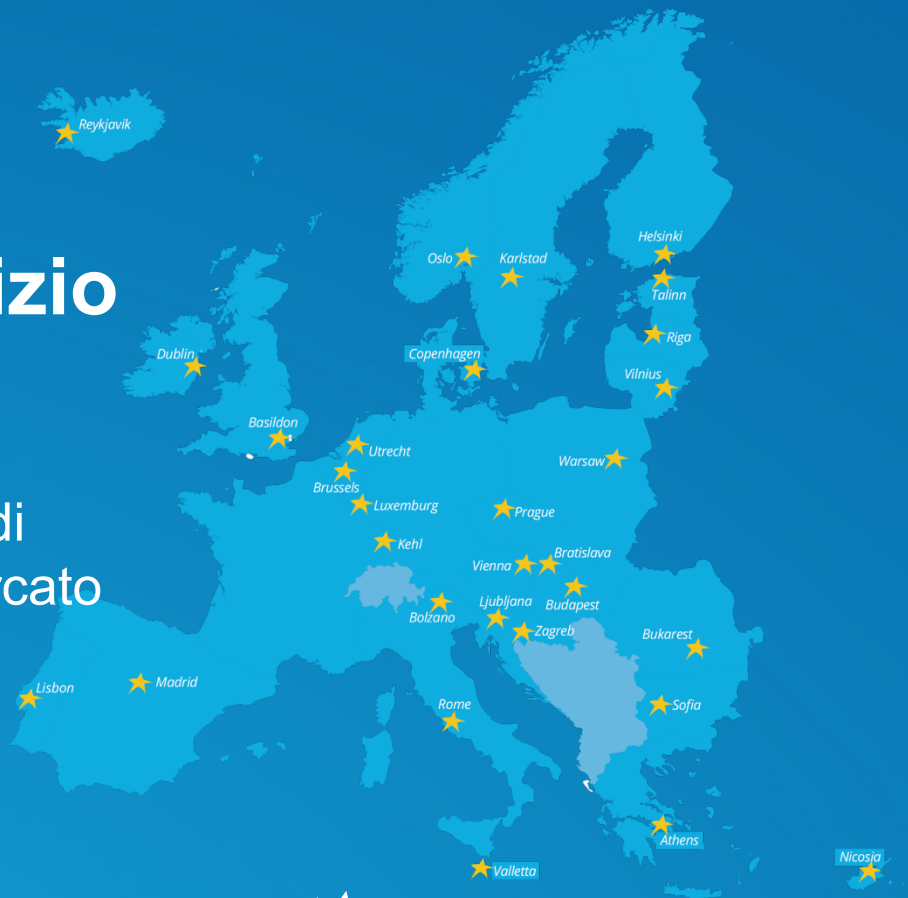 Reykjavik
Helsinki
Oslo
Karlstad
izio
Talinn
Riga
Dublin
Copenhagen
Vilnius
Basildon
Utrecht
Warsaw
Brussels
Luxemburg
Prague
di
Kehl
Bratislava
Vienna
rcato
Ljubljana
Budapest
Bolzano
Zagreb
Bukarest
Lisbon
Madrid
Rome
Sofia
Athens
Nicosia
Valletta